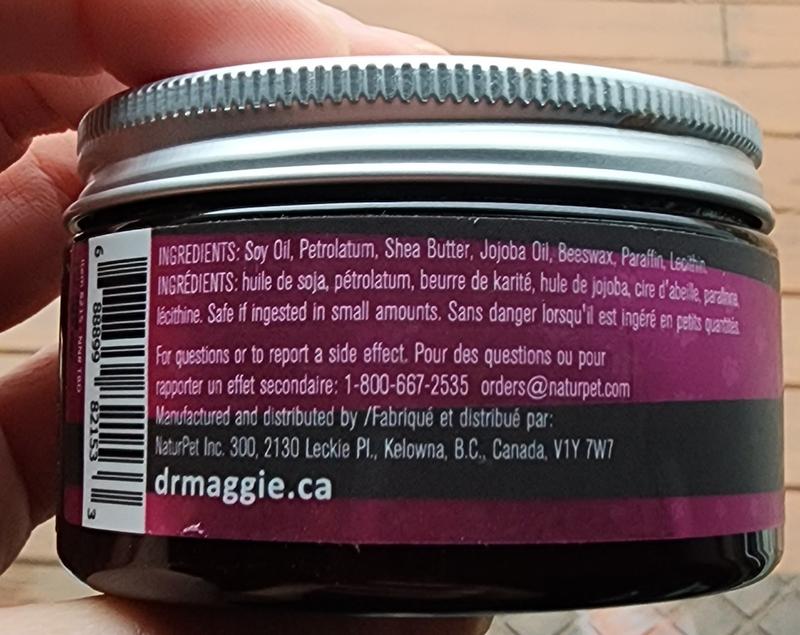 INGREDIENTS: Soy Oil, Petrolatum, Shea Butter, Jojoba Oil, Beeswax, Paraffin, Lecithin.
INGRÉDIENTS: huile de soja, pétrolatum, beurre de karité, hule de jojoba, cire d'abeille, paraffine,
lécithine. Safe if ingested in small amounts. Sans danger lorsqu'il est ingéré en petits quantités.
For questions or to report a side effect. Pour des questions ou pour
rapporter un effet secondaire: 1-800-667-2535 orders@naturpet.com
Manufactured and distributed by /Fabriqué et distribué par:
NaturPet Inc. 300, 2130 Leckie Pl., Kelowna, B.C., Canada, V1Y 7W7
drmaggie.ca
6 88899 82153 3